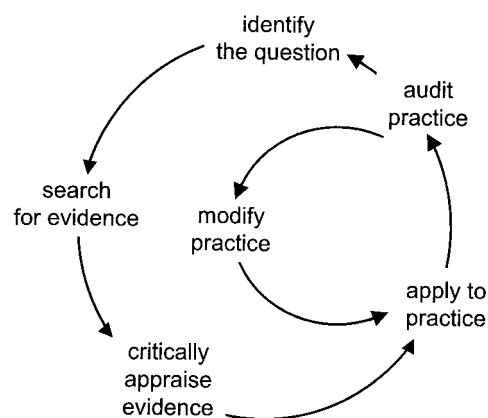 identify
the question
audit
practice
search
for evidence
modify
practice
apply to
practice
critically
appraise
evidence